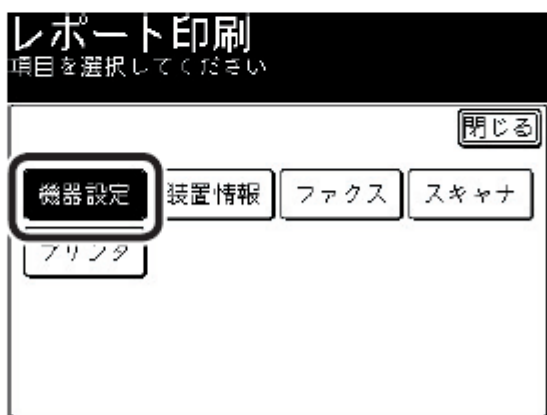 レポート印刷
項目を選択してください
閉じる
機器設定 装置情報 ファクス スキャナ
プリンタ